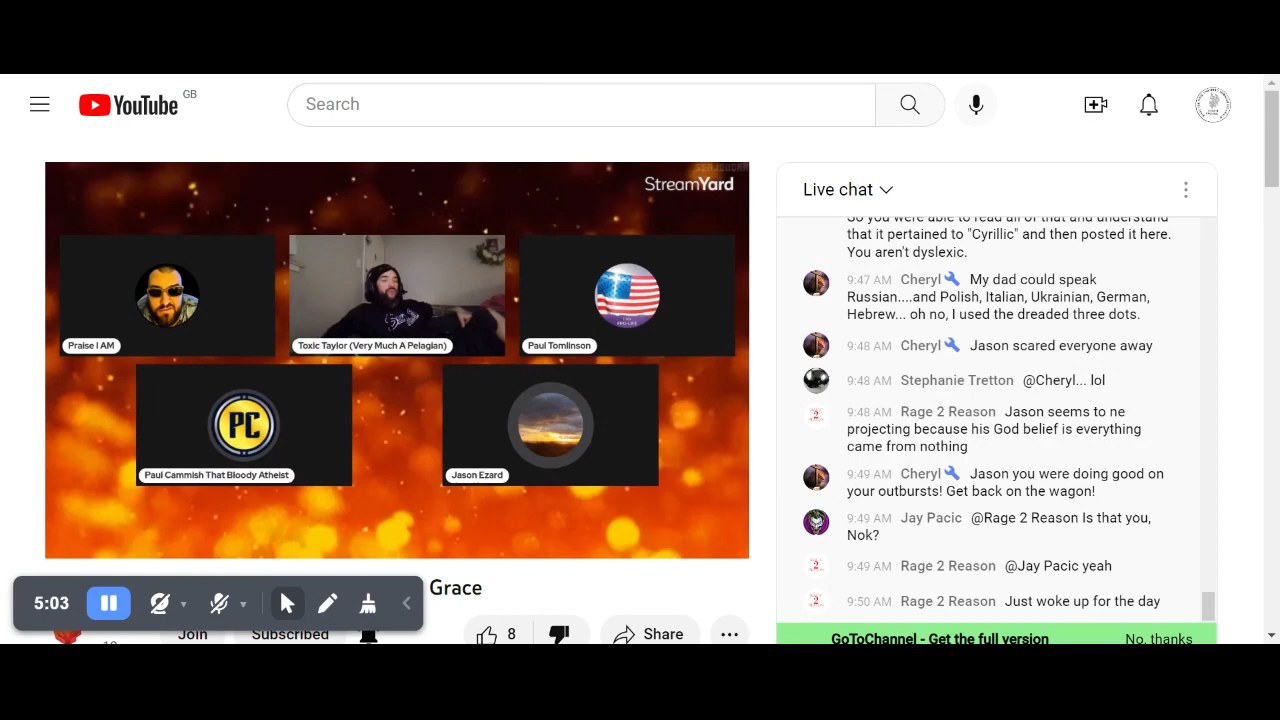 YouTube GB
Search
StreamYard
Praise I AM
Toxic Taylor (Very Much A Pelagian)
Paul Tomlinson
PC
Paul Cammish That Bloody Atheist
Jason Ezard
Grace
5:03
Join
Subscribed
8
Share
Live chat
So you were able to read all of that and understand
that it pertained to "Cyrillic" and then posted it here.
You aren't dyslexic.
9:47 AM Cheryl My dad could speak
Russian....and Polish, Italian, Ukrainian, German,
Hebrew... oh no, I used the dreaded three dots.
9:48 AM Cheryl Jason scared everyone away
9:48 AM Stephanie Tretton @Cheryl... lol
9:48 AM Rage 2 Reason Jason seems to ne
projecting because his God belief is everything
came from nothing
9:49 AM Cheryl Jason you were doing good on
your outbursts! Get back on the wagon!
9:49 AM Jay Pacic @Rage 2 Reason Is that you,
Nok?
9:49 AM Rage 2 Reason @Jay Pacic yeah
9:50 AM Rage 2 Reason Just woke up for the day
GoToChannel - Get the full version No, thanks